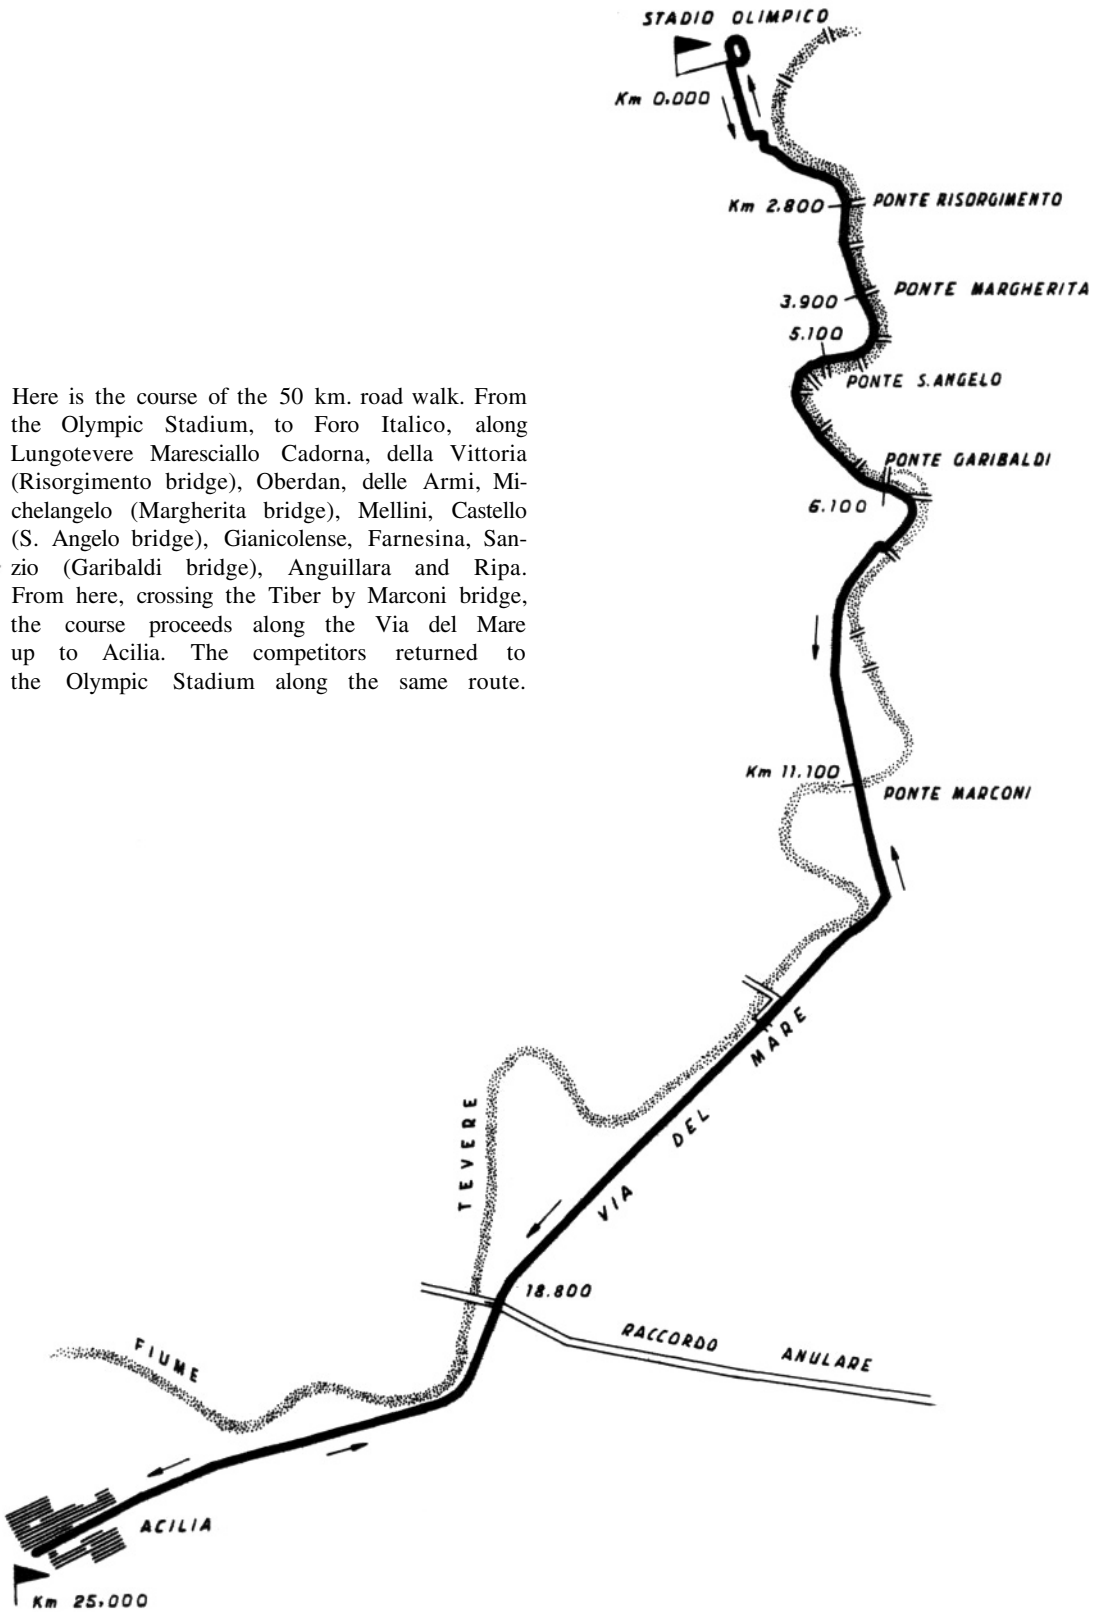 STADIO OLIMPICO
Km 0.000
Km 2.800
PONTE RISORGIMENTO
PONTE MARGHERITA
3.900
5.100
PONTE S.ANGELO
Here is the course of the 50 km. road walk. From
the Olympic Stadium, to Foro Italico, along
Lungotevere Maresciallo Cadorna, della Vittoria
(Risorgimento bridge), Oberdan, delle Armi, Mi-
chelangelo (Margherita bridge), Mellini, Castello
(S. Angelo bridge), Gianicolense, Farnesina, San-
zio (Garibaldi bridge), Anguillara and Ripa.
From here, crossing the Tiber by Marconi bridge,
the course proceeds along the Via del Mare
up to Acilia. The competitors returned to
the Olympic Stadium along the same route.
PONTE GARIBALDI
6.100
Km 11.100
PONTE MARCONI
VIA DEL MARE
FIUME TEVERE
18.800
RACCORDO ANULARE
ACILIA
Km 25,000